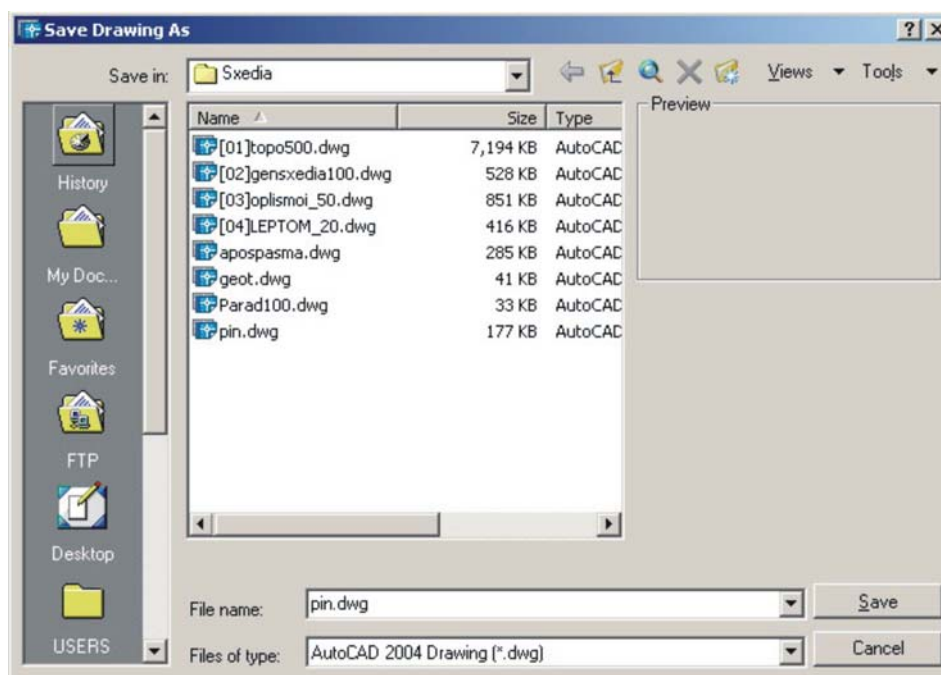 Save Drawing As
Save in: Sxedia Views Tools
Name Size Type Preview
[01]topo500.dwg 7,194 KB AutoCAD
[02]gensxedia100.dwg 528 KB AutoCAD
[03]oplismoi_50.dwg 851 KB AutoCAD
[04]LEPTOM_20.dwg 416 KB AutoCAD
apospasma.dwg 285 KB AutoCAD
geot.dwg 41 KB AutoCAD
Parad100.dwg 33 KB AutoCAD
pin.dwg 177 KB AutoCAD
History
My Doc...
Favorites
FTP
Desktop
USERS
File name: pin.dwg Save
Files of type: AutoCAD 2004 Drawing (*.dwg) Cancel